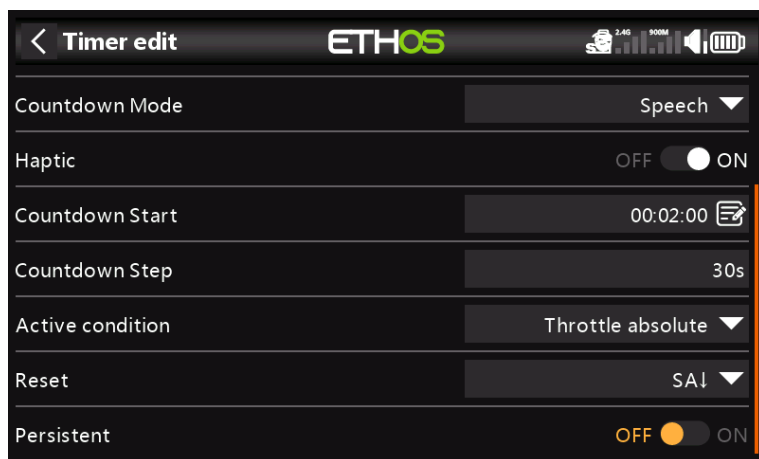 Timer edit
ETHOS
2.4G 900M
Countdown Mode Speech
Haptic OFF ON
Countdown Start 00:02:00
Countdown Step 30s
Active condition Throttle absolute
Reset SA↓
Persistent OFF ON